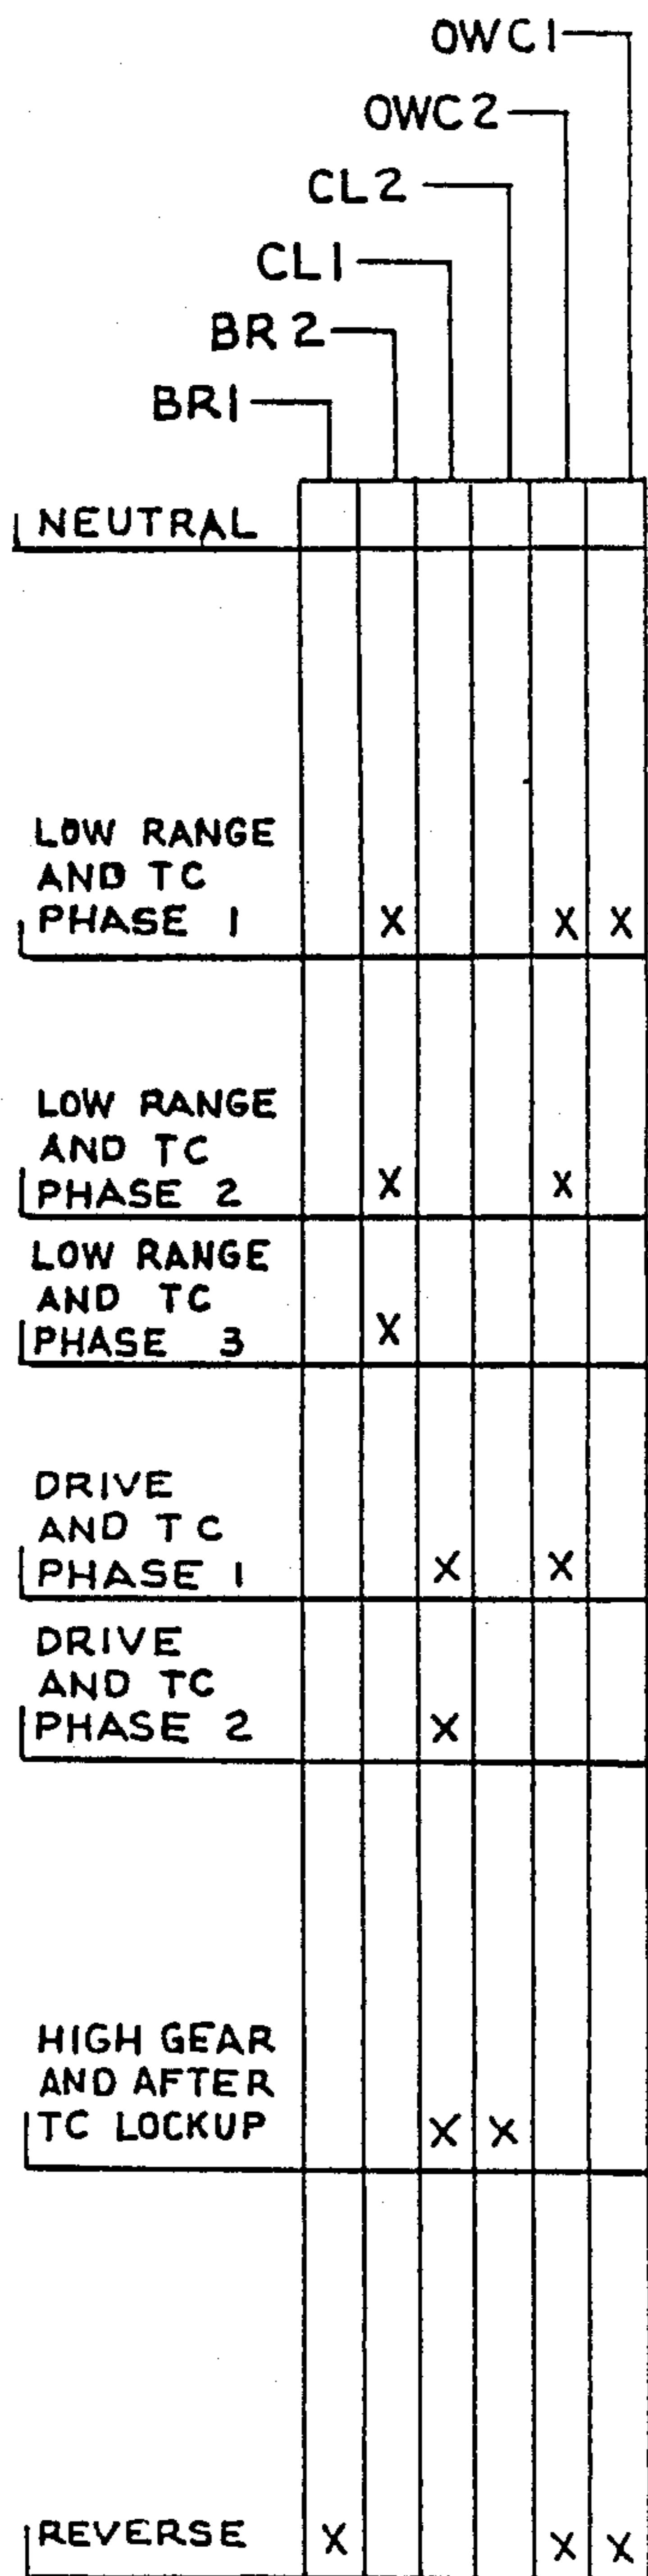 OWC1
OWC2
CL2
CL1
BR2
BR1
NEUTRAL
LOW RANGE
AND TC
PHASE 1 X X X
LOW RANGE
AND TC
PHASE 2 X X
LOW RANGE
AND TC
PHASE 3 X
DRIVE
AND TC
PHASE 1 X X
DRIVE
AND TC
PHASE 2 X
HIGH GEAR
AND AFTER
TC LOCKUP X X
REVERSE X X X